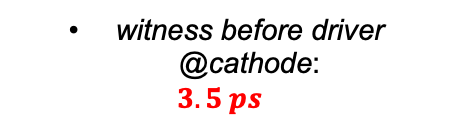 • witness before driver
@cathode:
3.5 ps